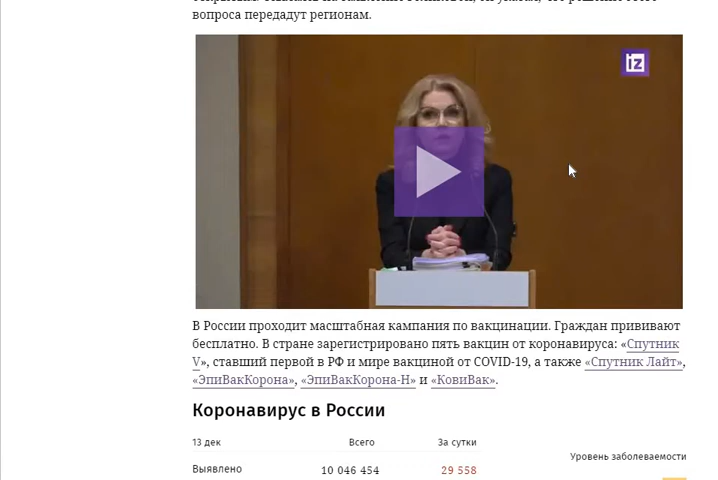 вопроса передадут регионам.
iz
В России проходит масштабная кампания по вакцинации. Граждан прививают
бесплатно. В стране зарегистрировано пять вакцин от коронавируса: «Спутник
V», ставший первой в РФ и мире вакциной от COVID-19, а также «Спутник Лайт»,
«ЭпиВакКорона», «ЭпиВакКорона-Н» и «КовиВак».
Коронавирус в России
13 дек Всего За сутки
Уровень заболеваемости
Выявлено 10 046 454 29 558